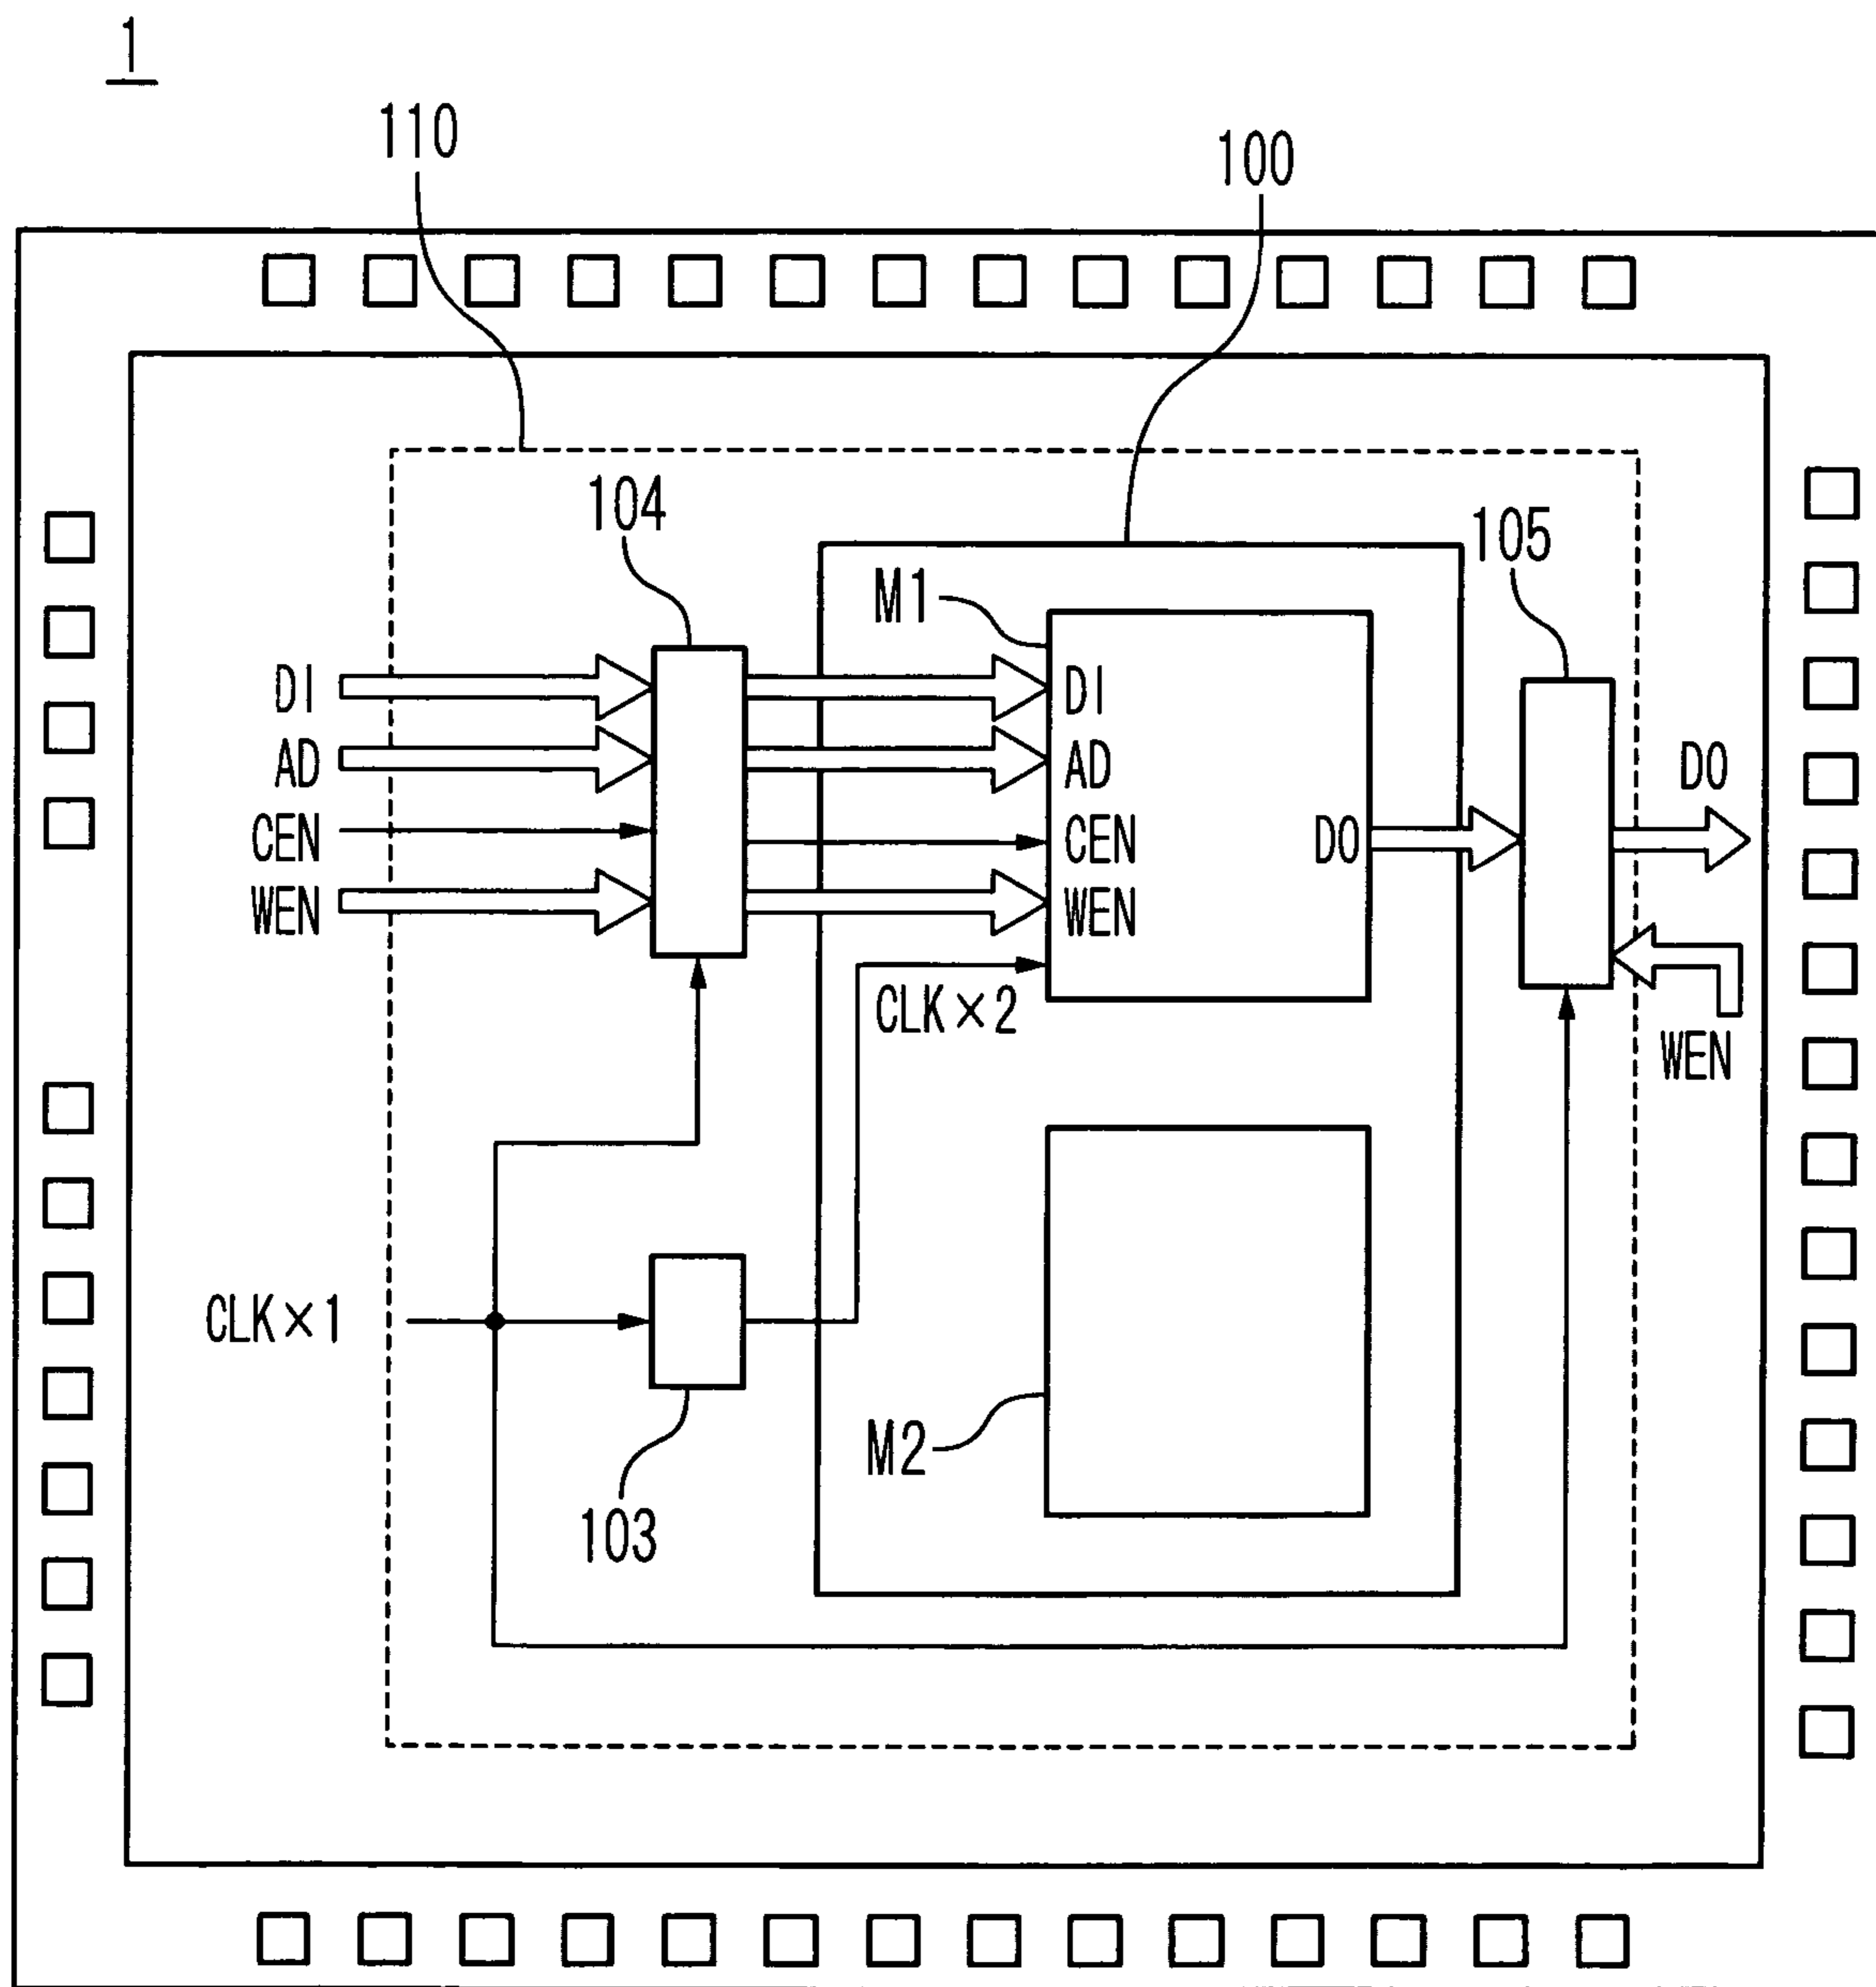 1
110
100
104
105
M1
DI
DI
AD
AD
DO
CEN
CEN
DO
WEN
WEN
CLK×2
WEN
CLK×1
M2
103